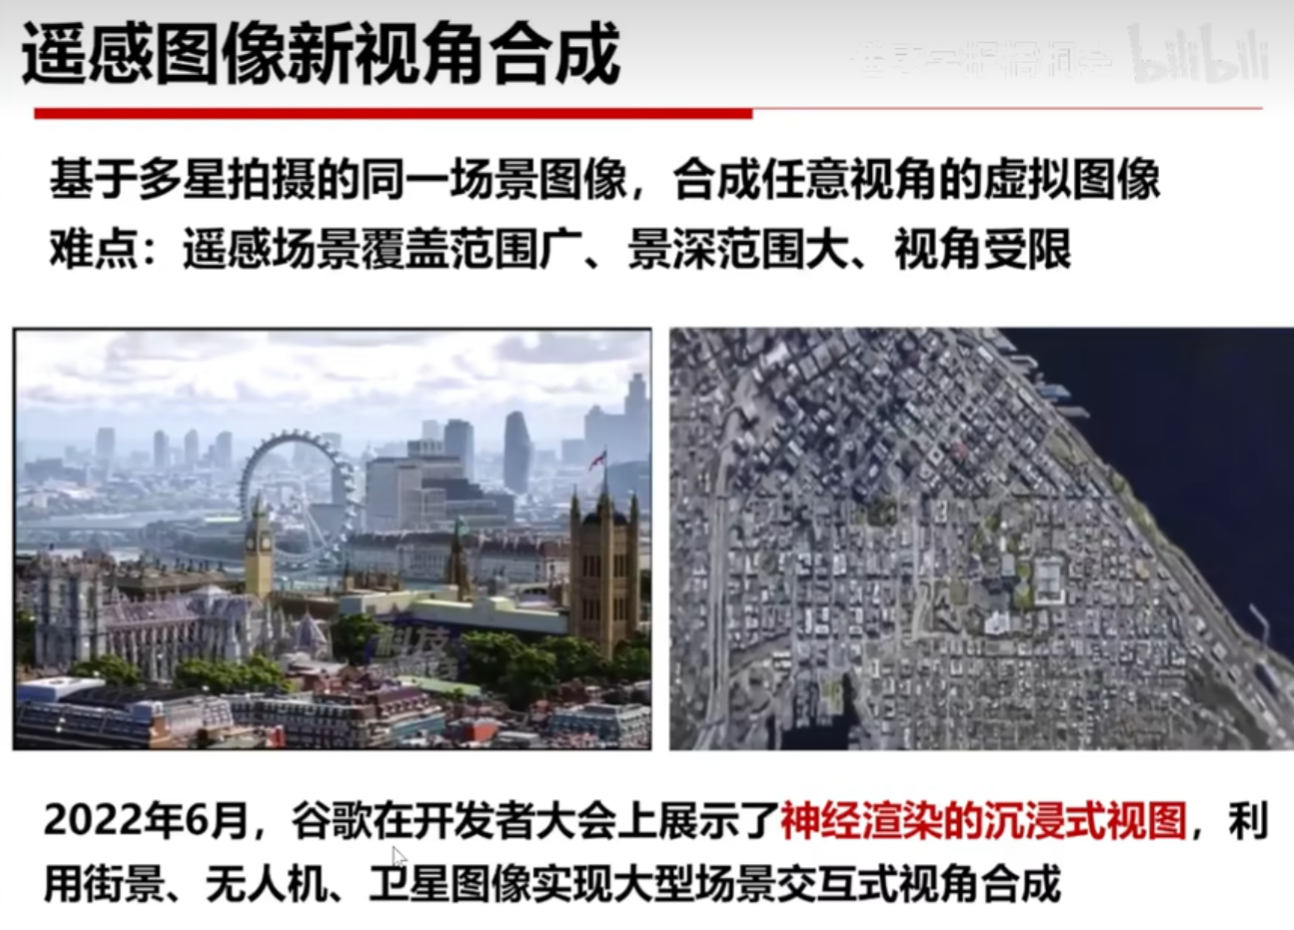 遥感图像新视角合成
bilibili
基于多星拍摄的同一场景图像，合成任意视角的虚拟图像
难点：遥感场景覆盖范围广、景深范围大、视角受限
2022年6月，谷歌在开发者大会上展示了神经渲染的沉浸式视图，利
用街景、无人机、卫星图像实现大型场景交互式视角合成